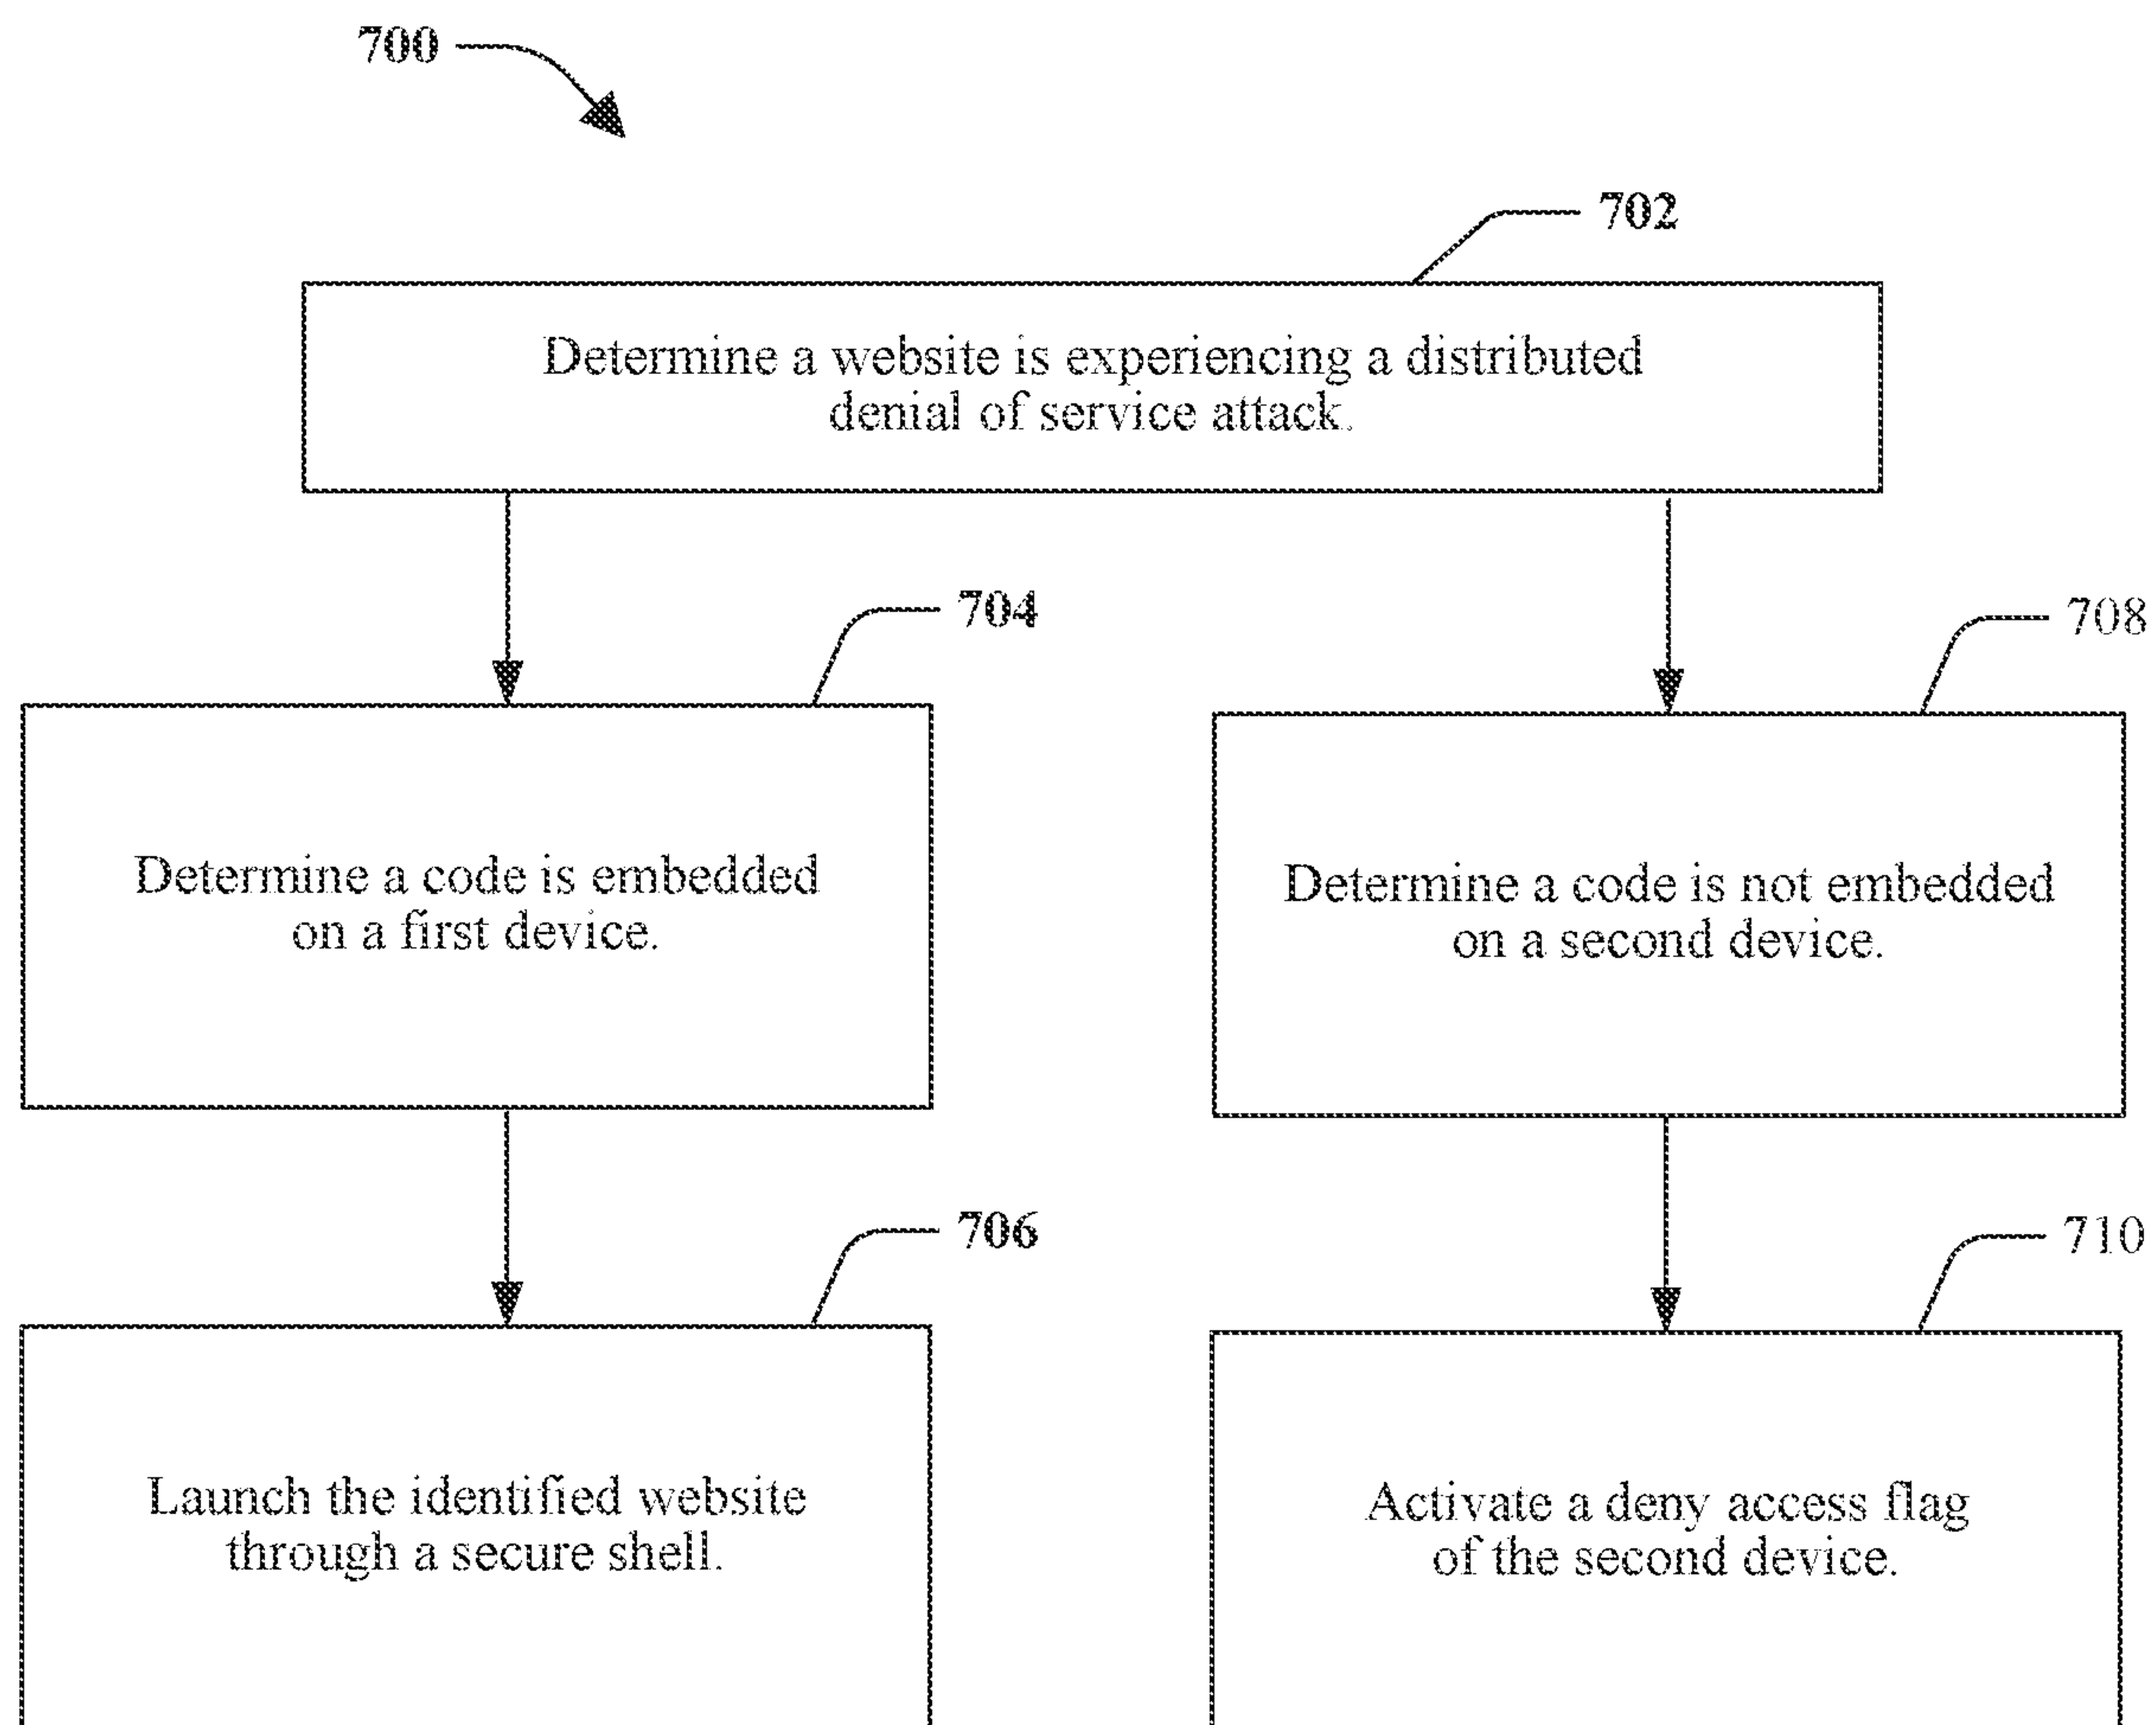 700
702
Determine a website is experiencing a distributed
denial of service attack.
704
708
Determine a code is embedded
on a first device.
Determine a code is not embedded
on a second device.
706
710
Launch the identified website
through a secure shell.
Activate a deny access flag
of the second device.